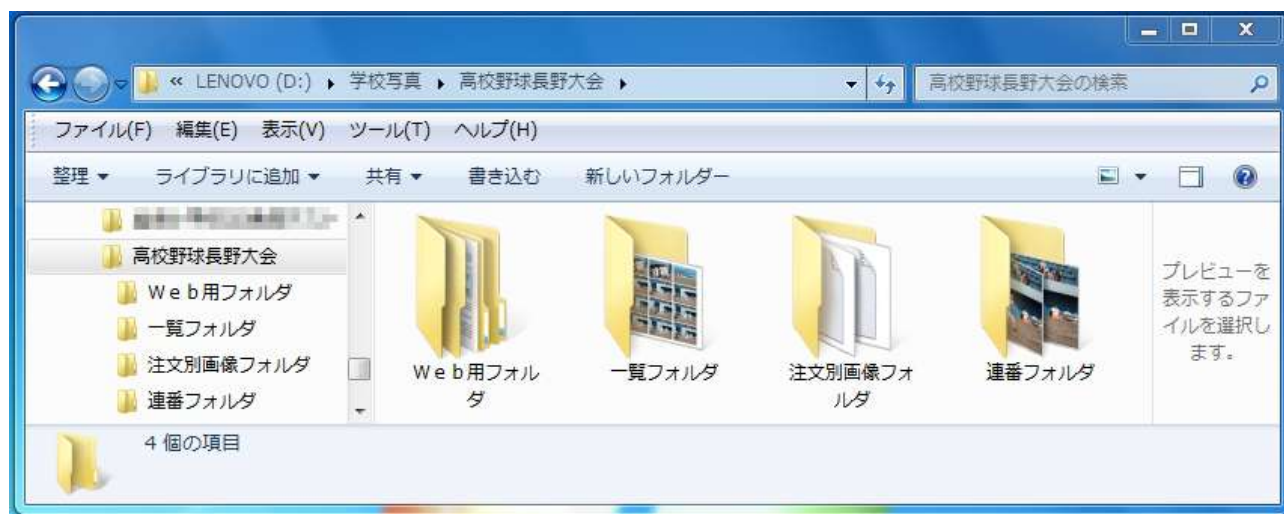 « LENOVO (D:) ▸ 学校写真 ▸ 高校野球長野大会 ▸
高校野球長野大会の検索
ファイル(F) 編集(E) 表示(V) ツール(T) ヘルプ(H)
整理 ▼ ライブラリに追加 ▼ 共有 ▼ 書き込む 新しいフォルダー
高校野球長野大会
Ｗｅｂ用フォルダ
一覧フォルダ
注文別画像フォルダ
連番フォルダ
Ｗｅｂ用フォル
ダ
一覧フォルダ
注文別画像フォ
ルダ
連番フォルダ
プレビューを
表示するファ
イルを選択し
ます。
4 個の項目